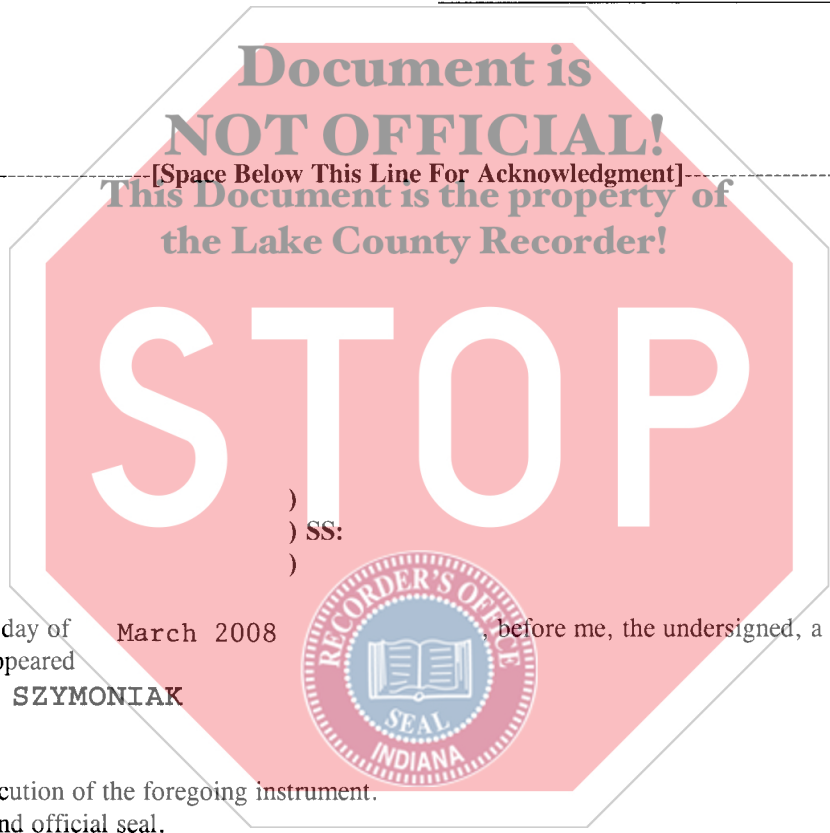 Document is
NOT OFFICIAL!
[Space Below This Line For Acknowledgment]
This Document is the property of
the Lake County Recorder!
STOP
)
) SS:
)
day of March 2008 , before me, the undersigned, a
ppeared
SZYMONIAK
RECORDER'S OFFICE
SEAL
INDIANA
cution of the foregoing instrument.
nd official seal.